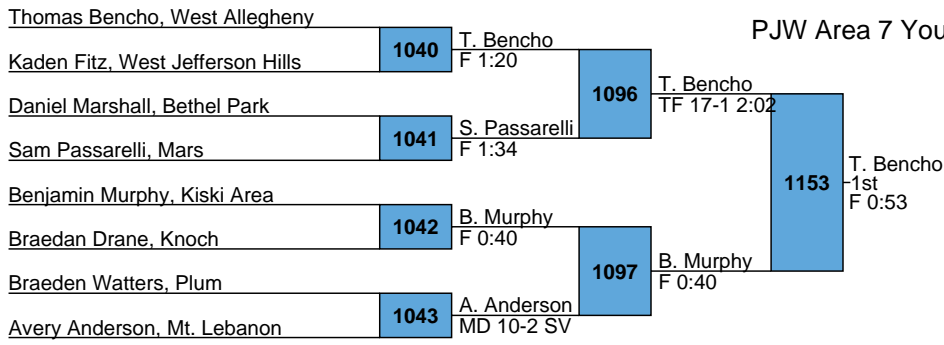 PJW Area 7 You
Thomas Bencho, West Allegheny
1040
T. Bencho
F 1:20
Kaden Fitz, West Jefferson Hills
1096
T. Bencho
TF 17-1 2:02
Daniel Marshall, Bethel Park
1041
S. Passarelli
F 1:34
Sam Passarelli, Mars
1153
T. Bencho
1st
F 0:53
Benjamin Murphy, Kiski Area
1042
B. Murphy
F 0:40
Braedan Drane, Knoch
1097
B. Murphy
F 0:40
Braeden Watters, Plum
1043
A. Anderson
MD 10-2 SV
Avery Anderson, Mt. Lebanon